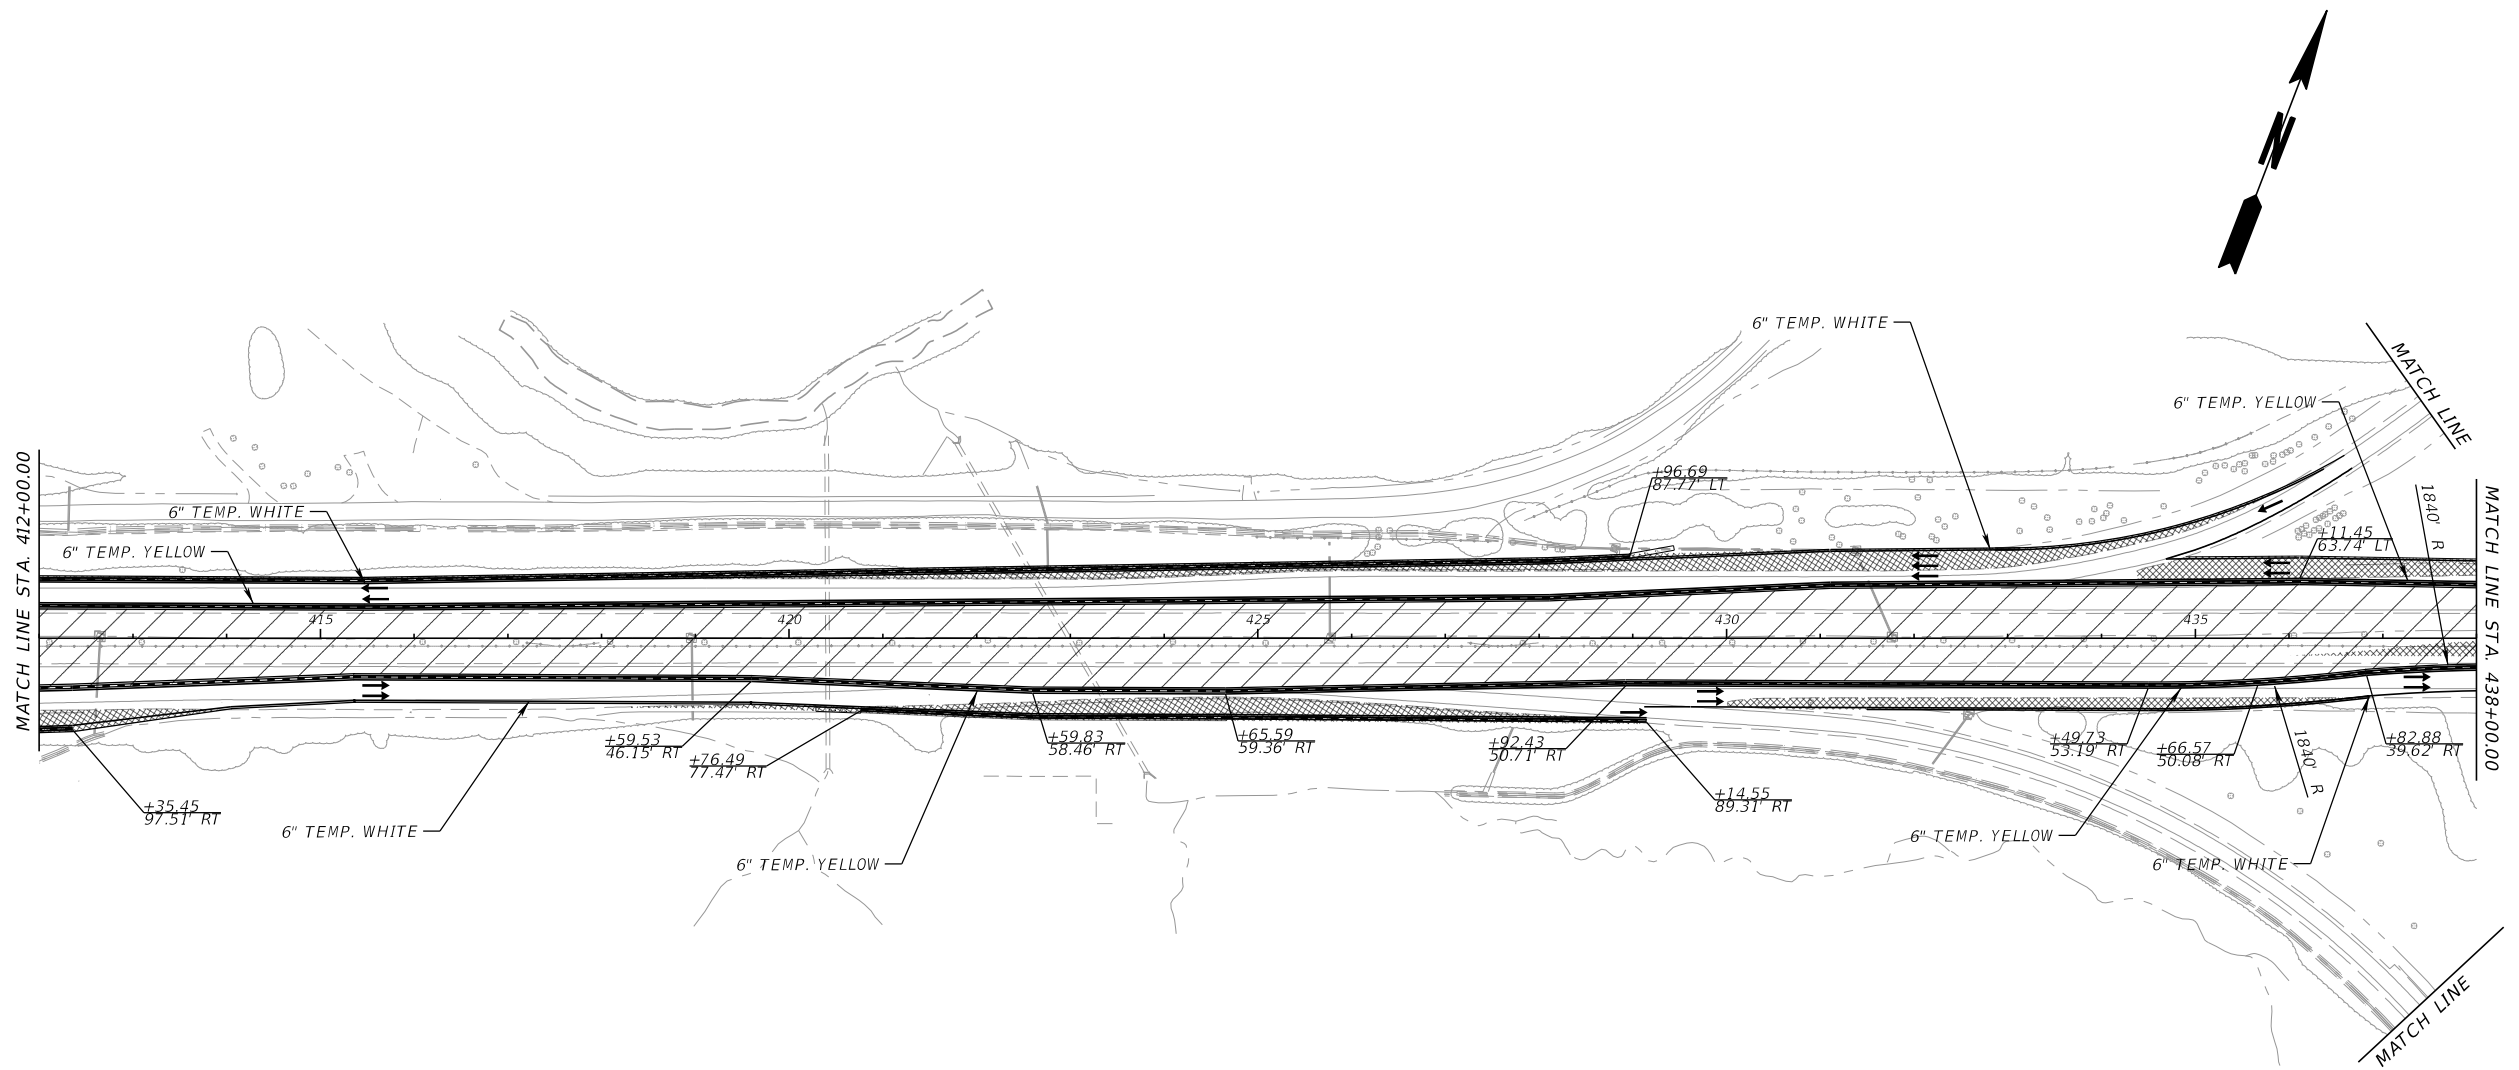 6" TEMP. WHITE
6" TEMP. YELLOW
MATCH LINE
+96.69
87.77' LT
1840' R
6" TEMP. WHITE
+11.45
63.74' LT
6" TEMP. YELLOW
MATCH LINE STA. 412+00.00
MATCH LINE STA. 438+00.00
415
420
425
430
435
+59.53
46.15' RT
+76.49
77.47' RT
+59.83
58.46' RT
+65.59
59.36' RT
+92.43
50.71' RT
+49.73
53.19' RT
+66.57
50.08' RT
1840' R
+82.88
39.62' RT
+35.45
97.51' RT
+14.55
89.31' RT
6" TEMP. WHITE
6" TEMP. YELLOW
6" TEMP. YELLOW
6" TEMP. WHITE
MATCH LINE